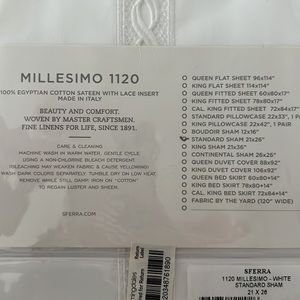 MILLESIMO 1120
100% EGYPTIAN COTTON SATEEN WITH LACE INSERT
MADE IN ITALY
BEAUTY AND COMFORT.
WOVEN BY MASTER CRAFTSMEN.
FINE LINENS FOR LIFE, SINCE 1891.
CARE & CLEANING
MACHINE WASH IN WARM WATER, GENTLE CYCLE,
USING A NON-CHLORINE BLEACH DETERGENT.
(BLEACHING MAY WEAKEN FABRIC & CAUSE YELLOWING)
WASH DARK COLORS SEPARATELY. TUMBLE DRY ON LOW HEAT.
REMOVE WHILE STILL DAMP. IRON ON "COTTON"
TO REGAIN LUSTER AND SHEEN.
SFERRA.COM
QUEEN FLAT SHEET 96x114"
KING FLAT SHEET 114x114"
QUEEN FITTED SHEET 60x80x17"
KING FITTED SHEET 78x80x17"
CAL. KING FITTED SHEET 72x84x17"
STANDARD PILLOWCASE 22x33", 1 PAIR
KING PILLOWCASE 22x42", 1 PAIR
BOUDOIR SHAM 12x16"
STANDARD SHAM 21x26"
KING SHAM 21x36"
CONTINENTAL SHAM 26x26"
QUEEN DUVET COVER 88x92"
KING DUVET COVER 106x92"
QUEEN BED SKIRT 60x80+14"
KING BED SKIRT 78x80+14"
CAL. KING BED SKIRT 72x84+14"
FABRIC BY THE YARD (120" WIDE)
Return
Label
SFERRA
1120 MILLESIMO - WHITE
STANDARD SHAM
21 X 26